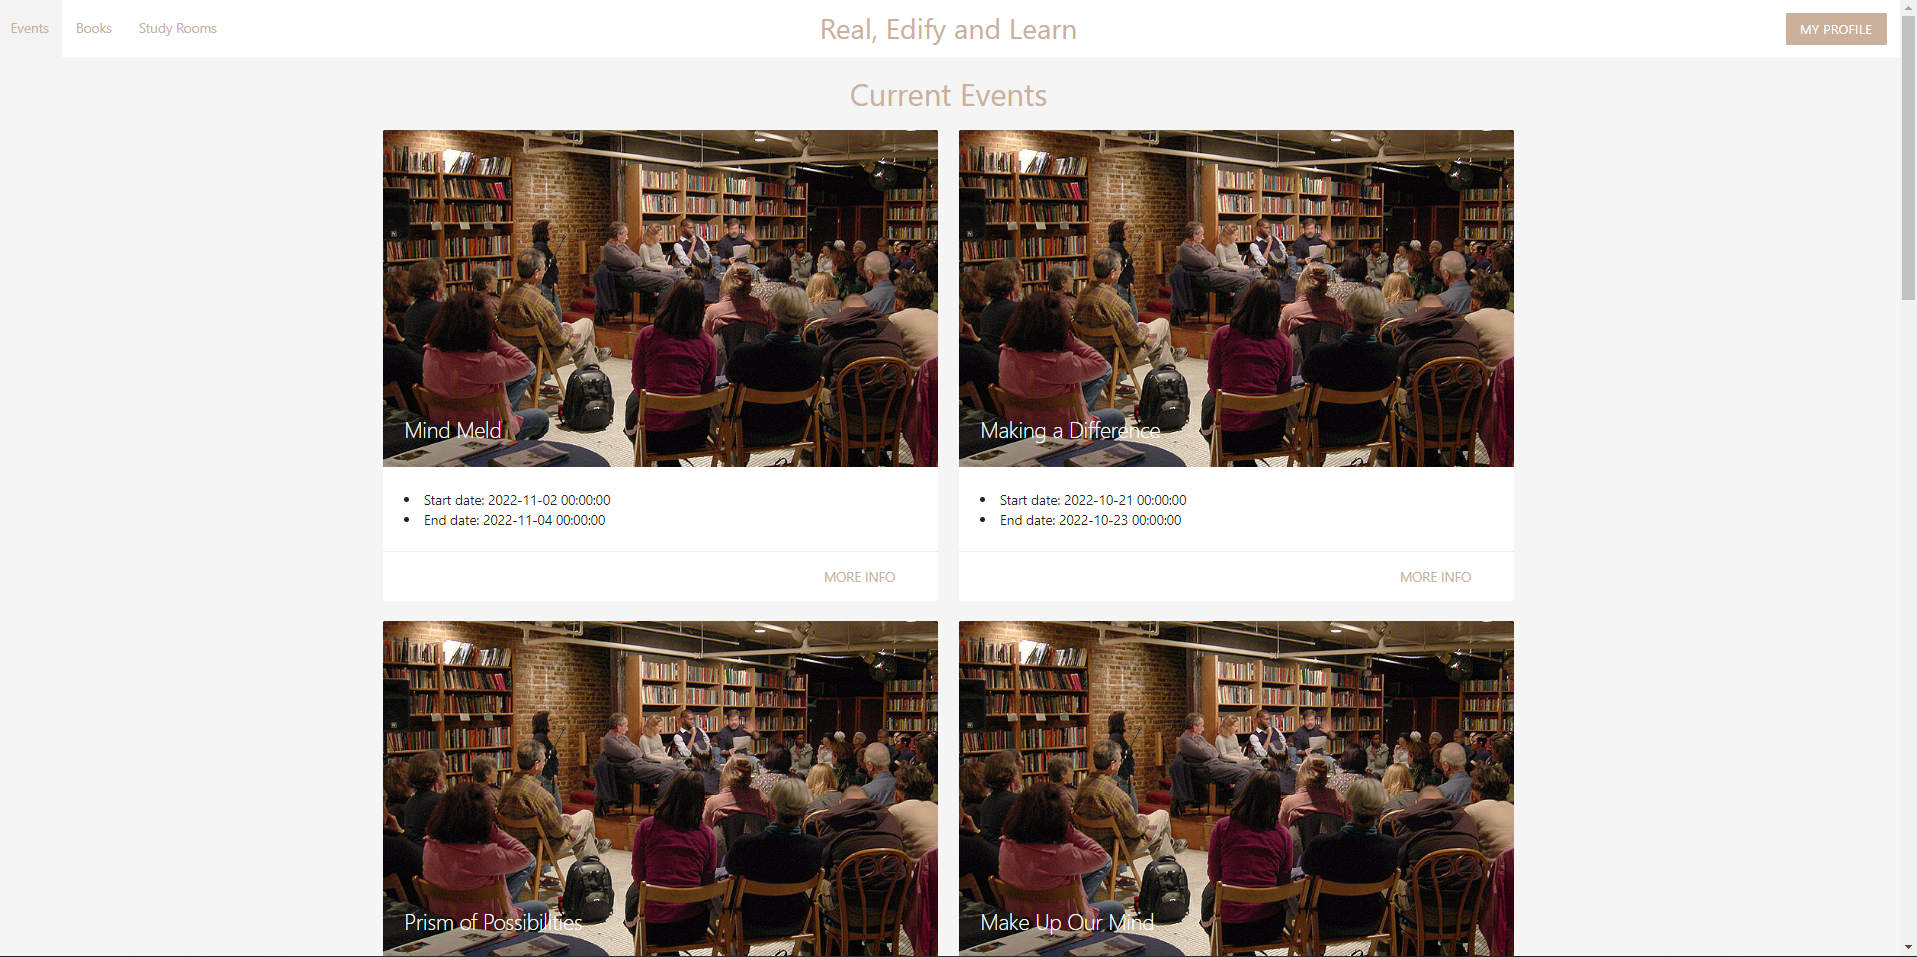 Events Books Study Rooms Real, Edify and Learn MY PROFILE
Current Events
Mind Meld
Start date: 2022-11-02 00:00:00
End date: 2022-11-04 00:00:00
MORE INFO
Making a Difference
Start date: 2022-10-21 00:00:00
End date: 2022-10-23 00:00:00
MORE INFO
Prism of Possibilities
Make Up Our Mind